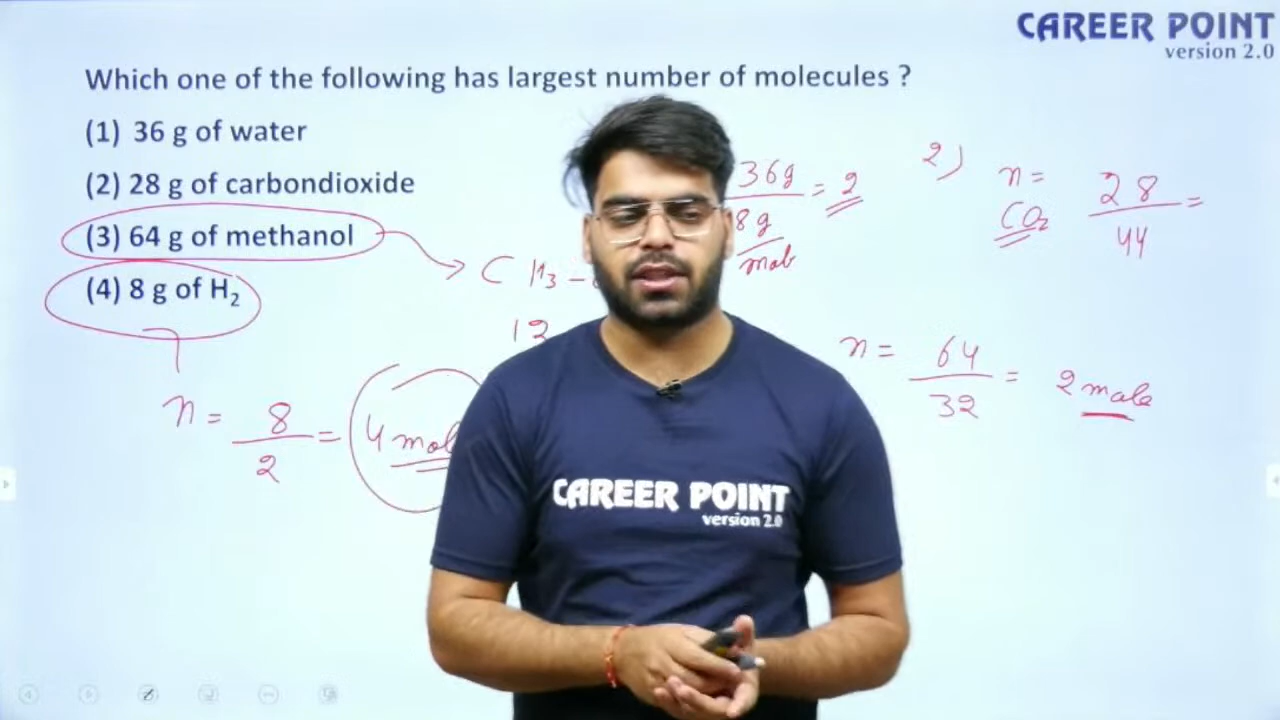 CAREER POINT
version 2.0
Which one of the following has largest number of molecules ?
(1) 36 g of water
(2) 28 g of carbondioxide
(3) 64 g of methanol
(4) 8 g of H₂
36g
= 2
8g
mol
2)
n =
CO₂
28
44
=
CH₃ –
12
n = 64
32
= 2 mole
n = 8
2
= 4 mol
CAREER POINT
version 2.0